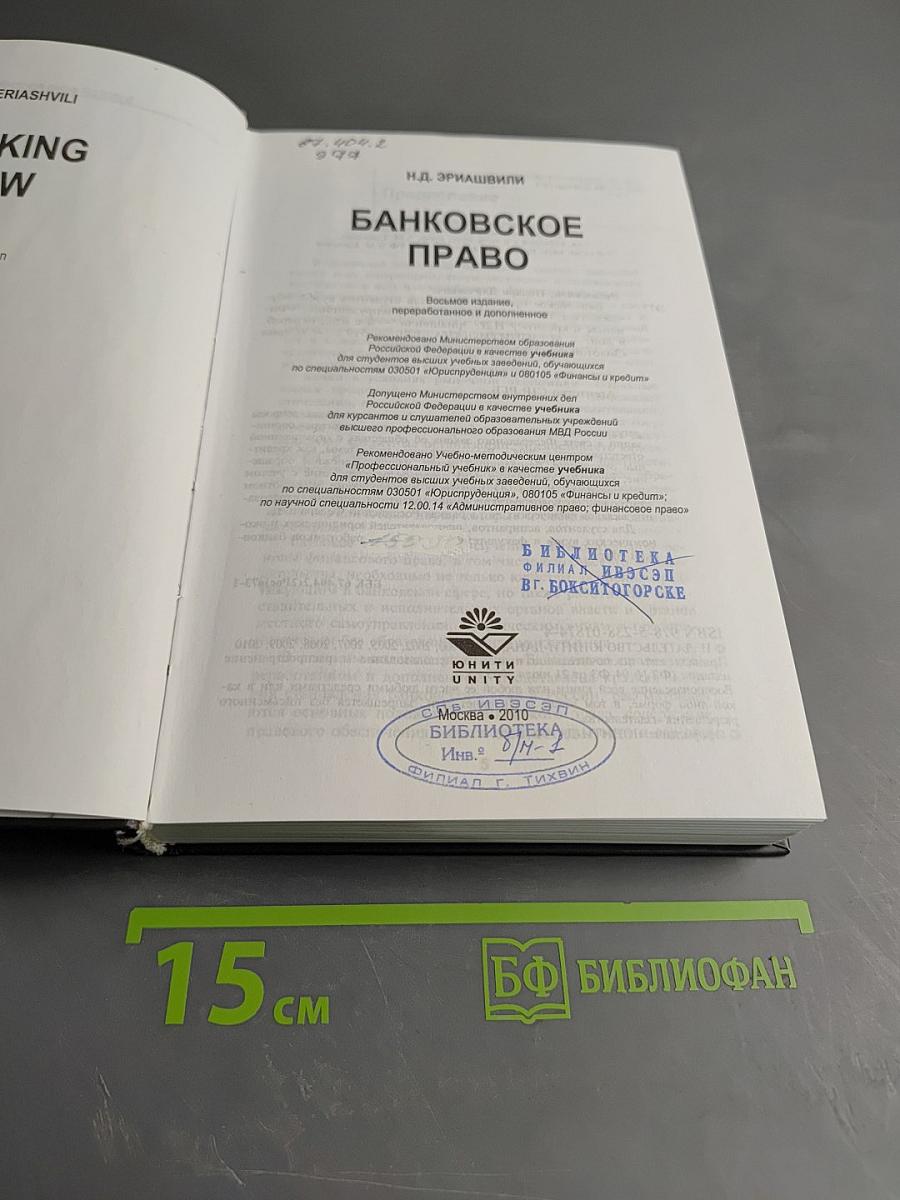 ERIASHVILI
KING
W
n
Н.Д. ЭРИАШВИЛИ
БАНКОВСКОЕ
ПРАВО
Восьмое издание,
переработанное и дополненное
Рекомендовано Министерством образования
Российской Федерации в качестве учебника
для студентов высших учебных заведений, обучающихся
по специальностям 030501 «Юриспруденция» и 080105 «Финансы и кредит»
Допущено Министерством внутренних дел
Российской Федерации в качестве учебника
для курсантов и слушателей образовательных учреждений
высшего профессионального образования МВД России
Рекомендовано Учебно-методическим центром
«Профессиональный учебник» в качестве учебника
для студентов высших учебных заведений, обучающихся
по специальностям 030501 «Юриспруденция», 080105 «Финансы и кредит»;
по научной специальности 12.00.14 «Административное право; финансовое право»
БИБЛИОТЕКА
ФИЛИАЛ ИВЭСЭП
В Г. БОКСИТОГОРСКЕ
ЮНИТИ
UNITY
СПб ИВЭСЭП
Москва • 2010
БИБЛИОТЕКА
Инв.º б/н-1
ФИЛИАЛ Г. ТИХВИН
15 см
БФ БИБЛИОФАН